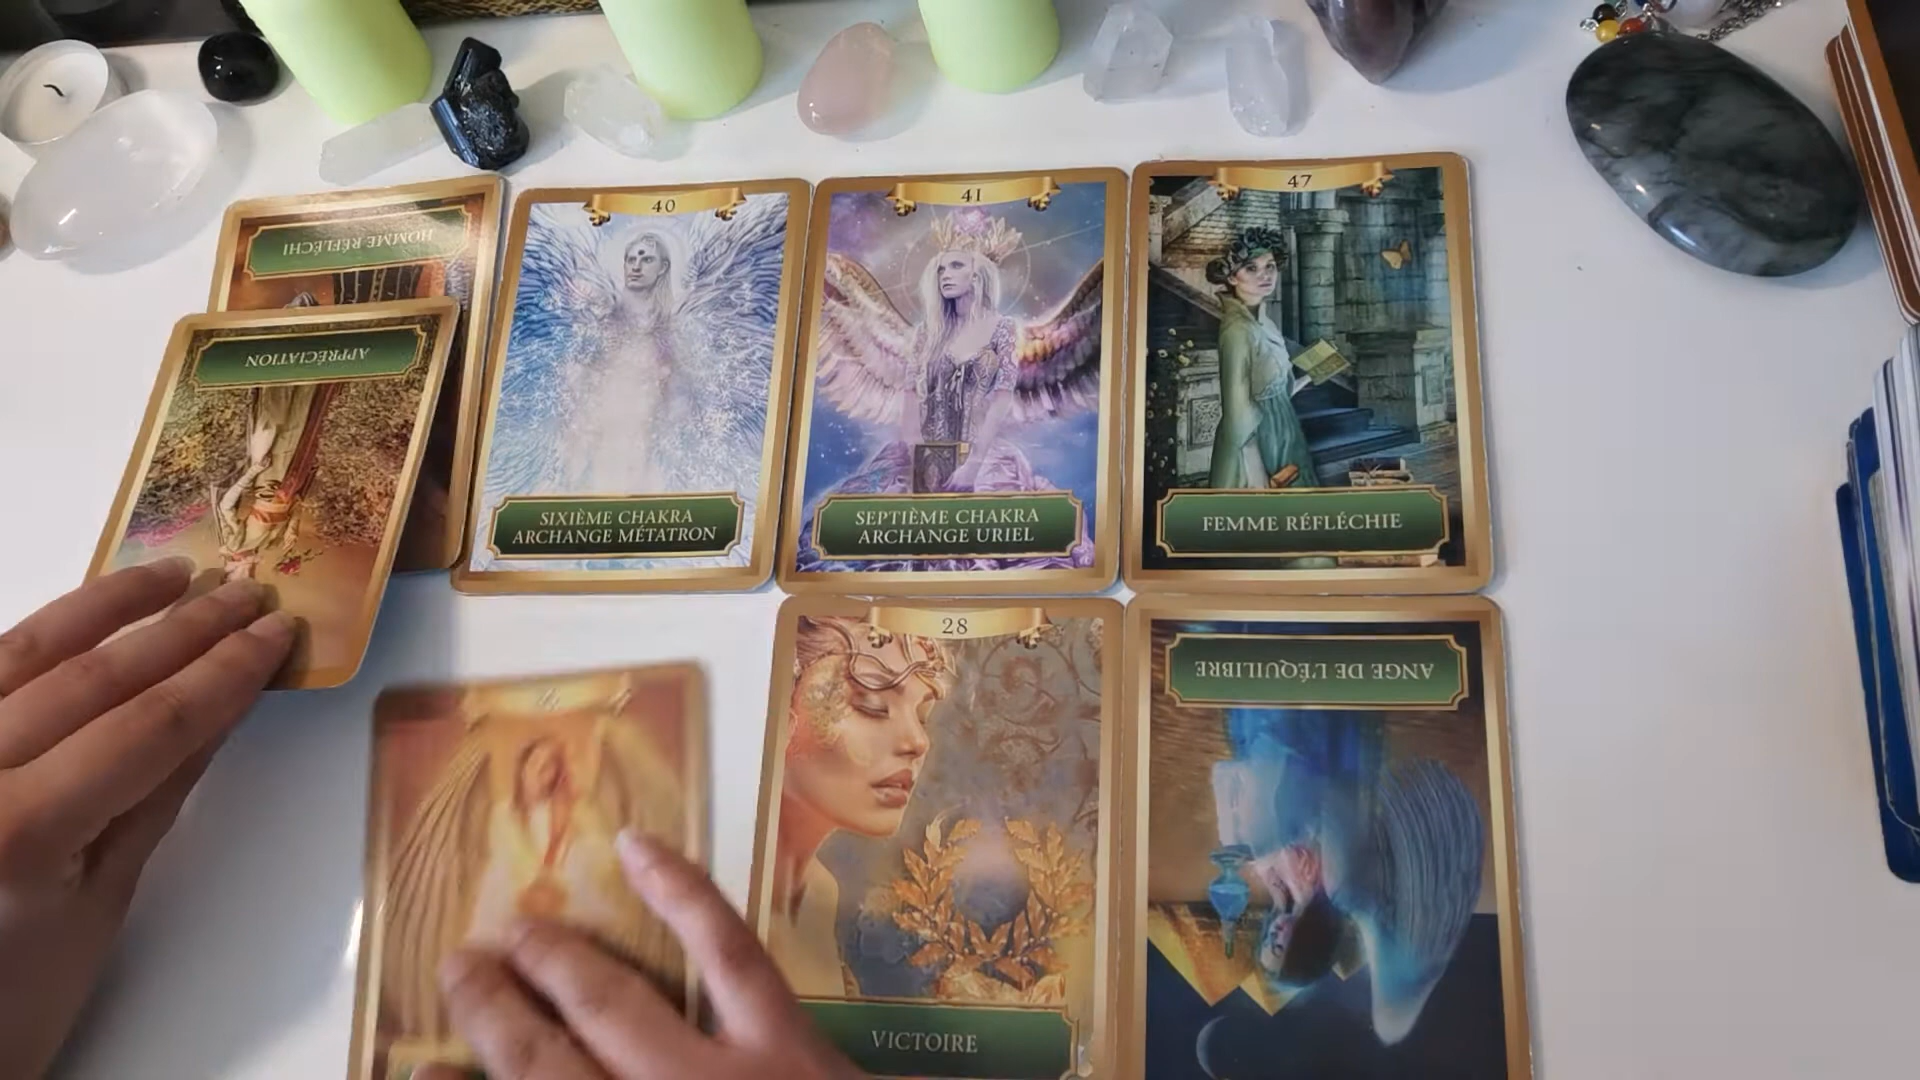 HOMME RÉFLÉCHI
APPRÉCIATION
40
SIXIÈME CHAKRA
ARCHANGE MÉTATRON
41
SEPTIÈME CHAKRA
ARCHANGE URIEL
47
FEMME RÉFLÉCHIE
28
VICTOIRE
ANGE DE L'ÉQUILIBRE